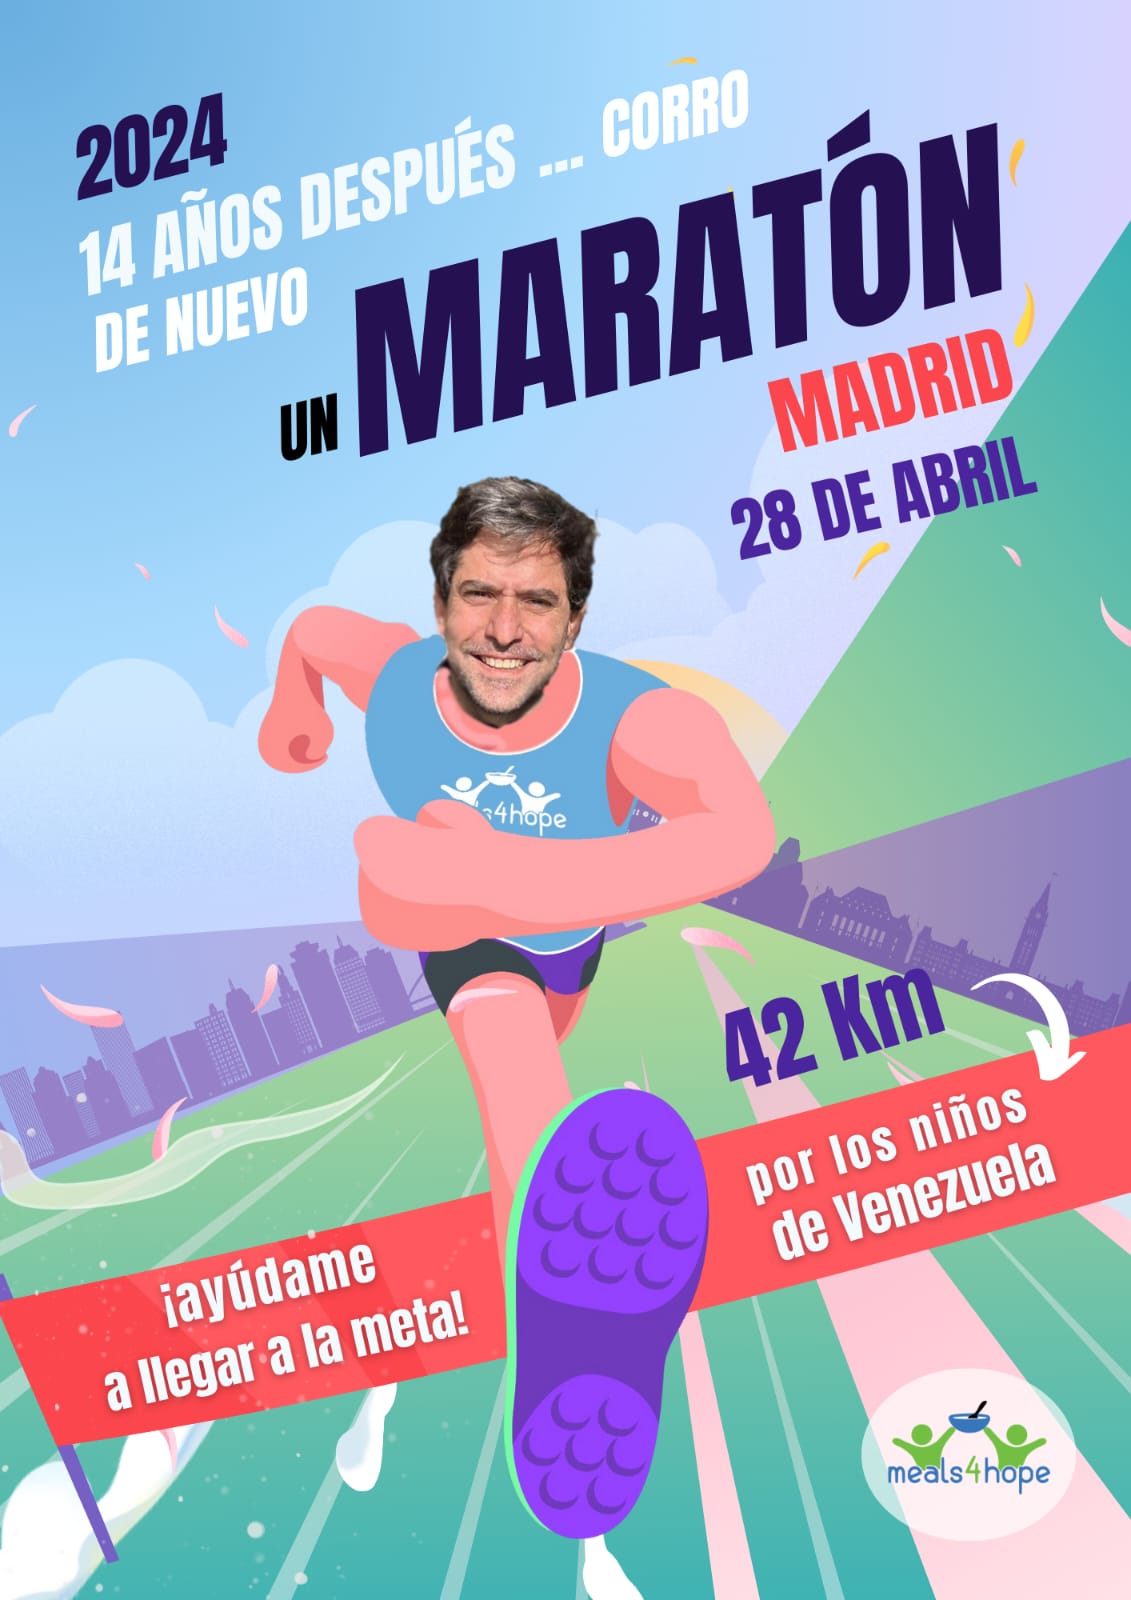 2024
14 AÑOS DESPUÉS ... CORRO
DE NUEVO
UN MARATÓN
MADRID
28 DE ABRIL
s4hope
42 Km
por los niños
de Venezuela
¡ayúdame
a llegar a la meta!
meals4hope